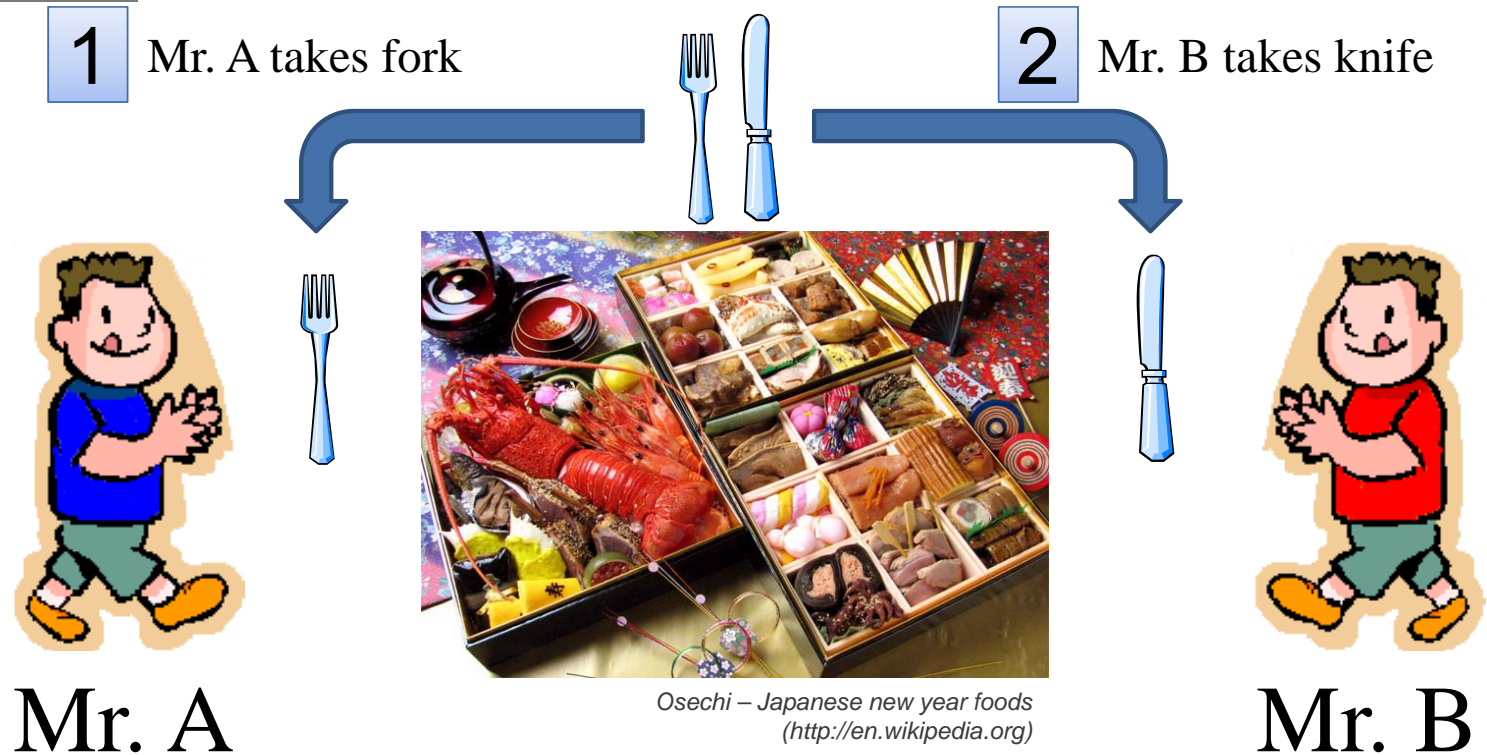 1 Mr. A takes fork
2 Mr. B takes knife
寿
Osechi – Japanese new year foods
(http://en.wikipedia.org)
Mr. A
Mr. B